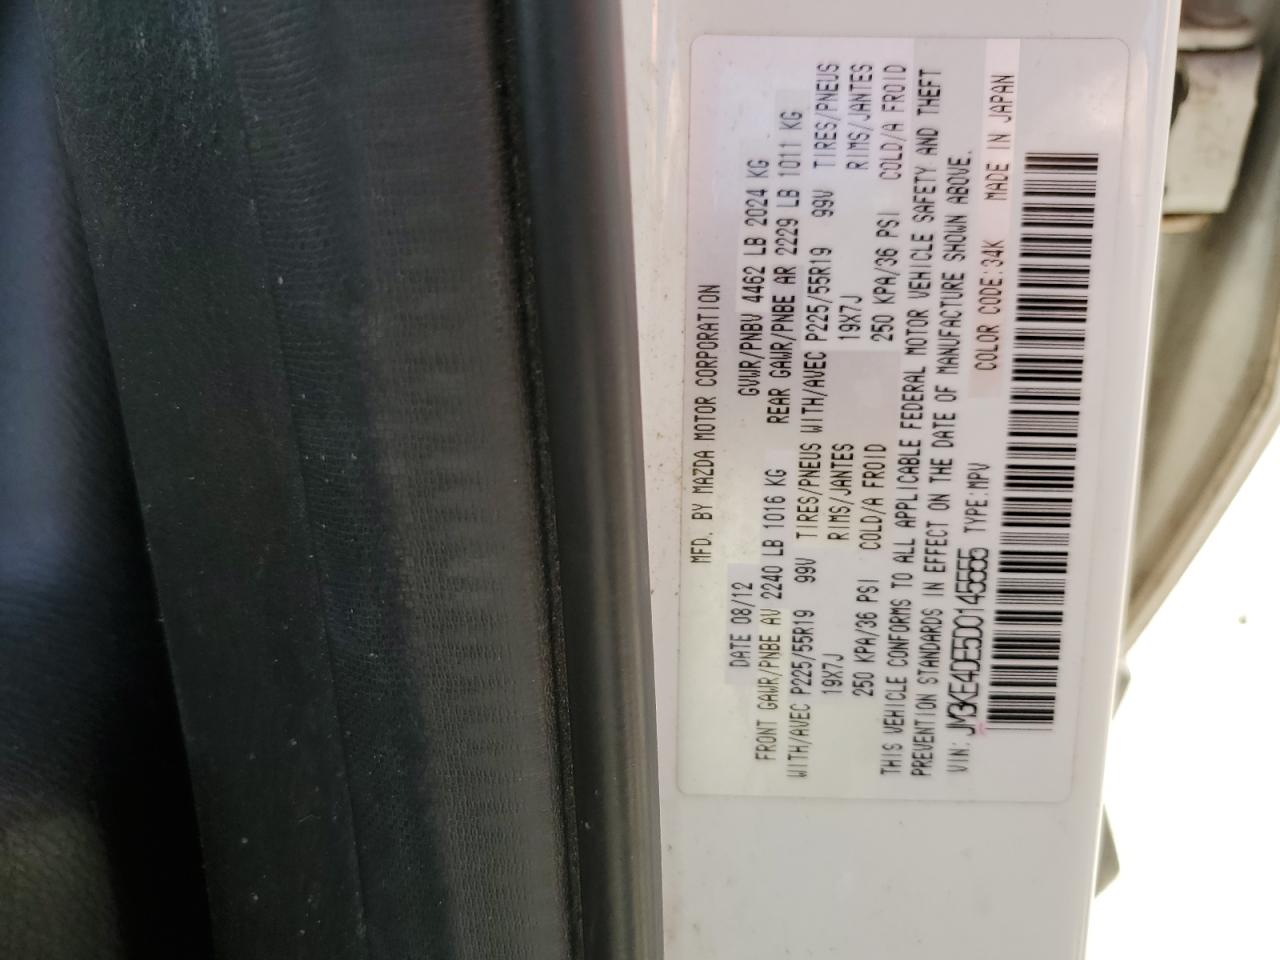 MFD. BY MAZDA MOTOR CORPORATION
DATE 08/12 GVWR/PNBV 4462 LB 2024 KG
FRONT GAWR/PNBE AV 2240 LB 1016 KG REAR GAWR/PNBE AR 2229 LB 1011 KG
WITH/AVEC P225/55R19 99V TIRES/PNEUS WITH/AVEC P225/55R19 99V TIRES/PNEUS
19X7J RIMS/JANTES 19X7J RIMS/JANTES
250 KPA/36 PSI COLD/A FROID 250 KPA/36 PSI COLD/A FROID
THIS VEHICLE CONFORMS TO ALL APPLICABLE FEDERAL MOTOR VEHICLE SAFETY AND THEFT
PREVENTION STANDARDS IN EFFECT ON THE DATE OF MANUFACTURE SHOWN ABOVE.
VIN: JM3KE4DE5D0145553 TYPE:MPV COLOR CODE:34K MADE IN JAPAN